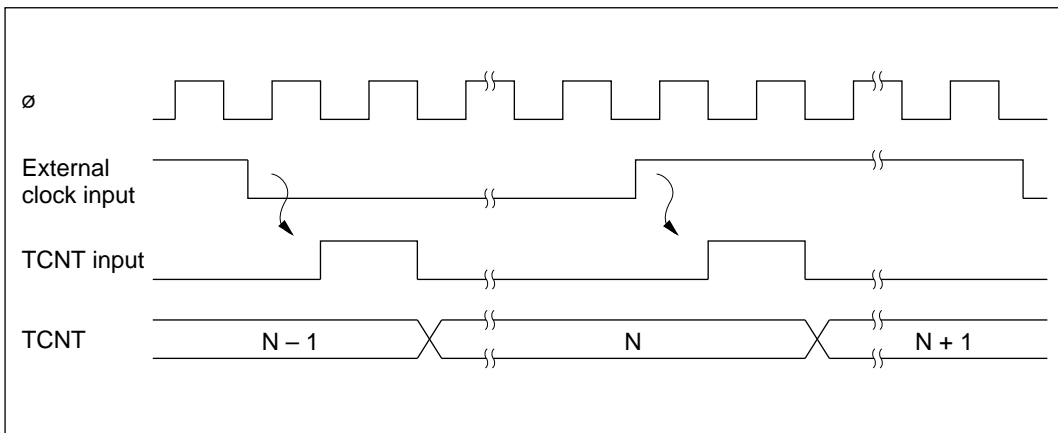 ø
External
clock input
TCNT input
TCNT
N – 1
N
N + 1